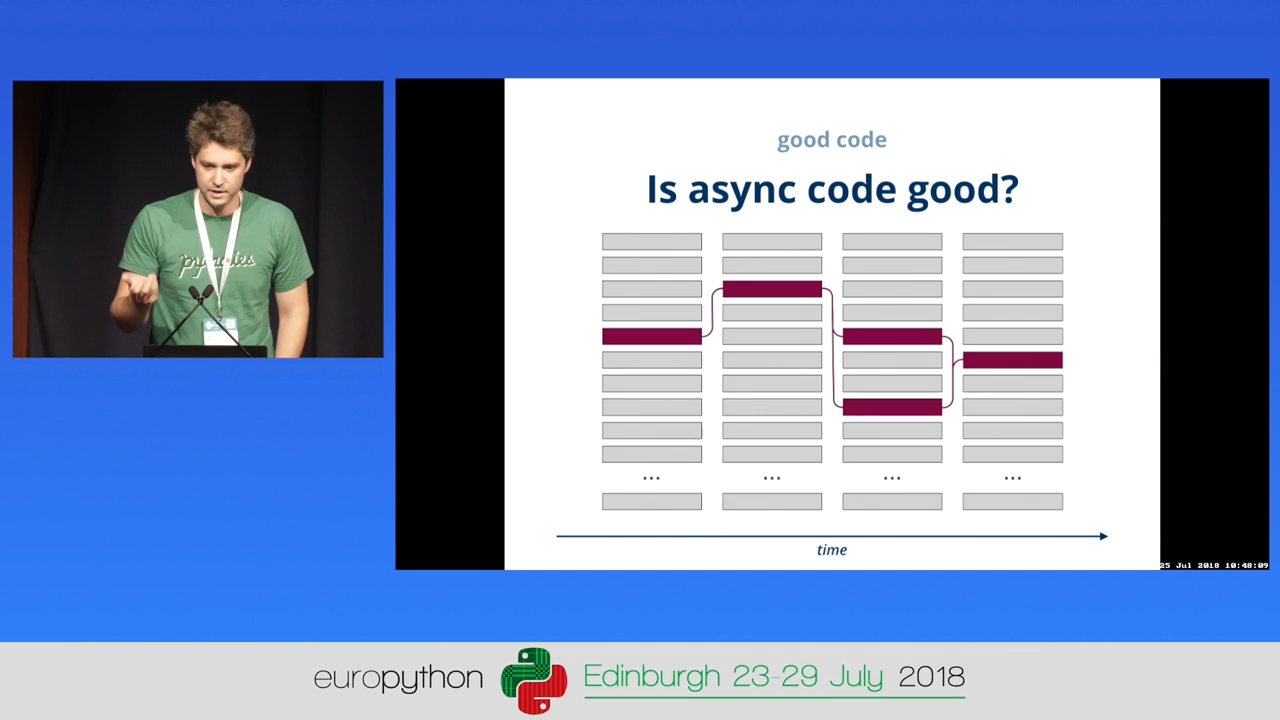 good code
Is async code good?
pyladies
... ... ... ...
time
25 Jul 2018 10:48:09
europython Edinburgh 23-29 July 2018